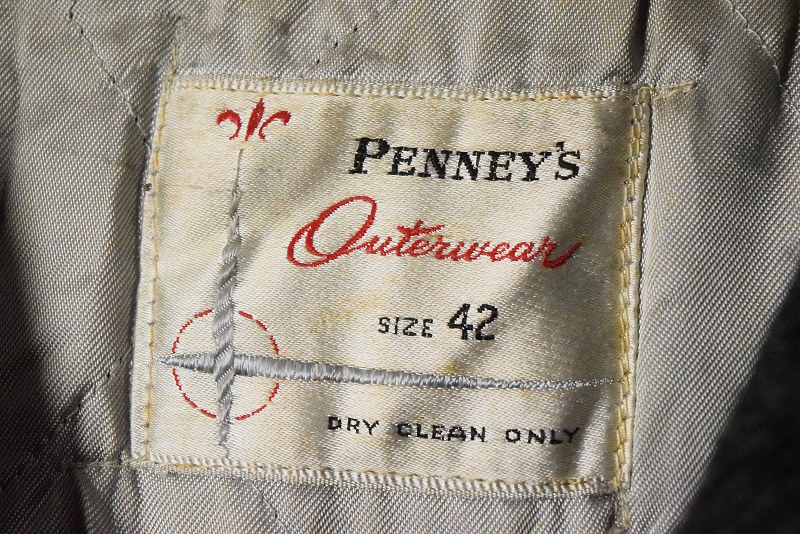 PENNEY'S
Outerwear
SIZE 42
DRY CLEAN ONLY